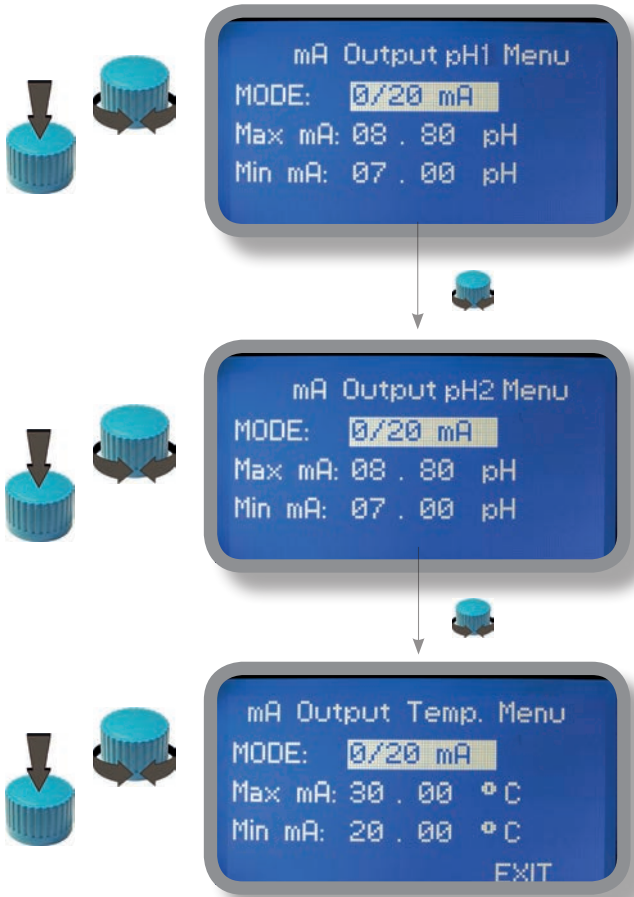 mA Output pH1 Menu
MODE: 0/20 mA
Max mA: 08 . 80 pH
Min mA: 07 . 00 pH
mA Output pH2 Menu
MODE: 0/20 mA
Max mA: 08 . 80 pH
Min mA: 07 . 00 pH
mA Output Temp. Menu
MODE: 0/20 mA
Max mA: 30 . 00 °C
Min mA: 20 . 00 °C
EXIT